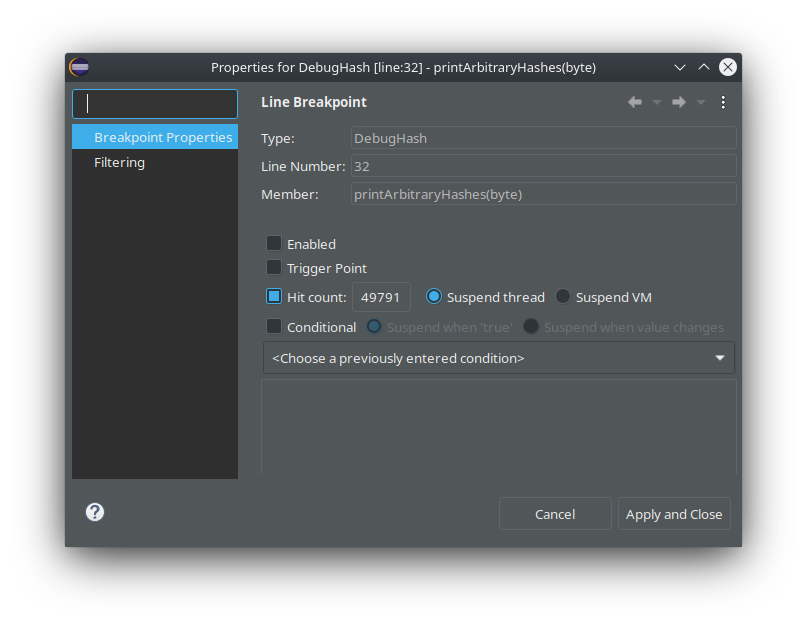 Properties for DebugHash [line:32] - printArbitraryHashes(byte)
Breakpoint Properties
Filtering
Line Breakpoint
Type: DebugHash
Line Number: 32
Member: printArbitraryHashes(byte)
Enabled
Trigger Point
Hit count: 49791 Suspend thread Suspend VM
Conditional Suspend when 'true' Suspend when value changes
<Choose a previously entered condition>
?
Cancel Apply and Close